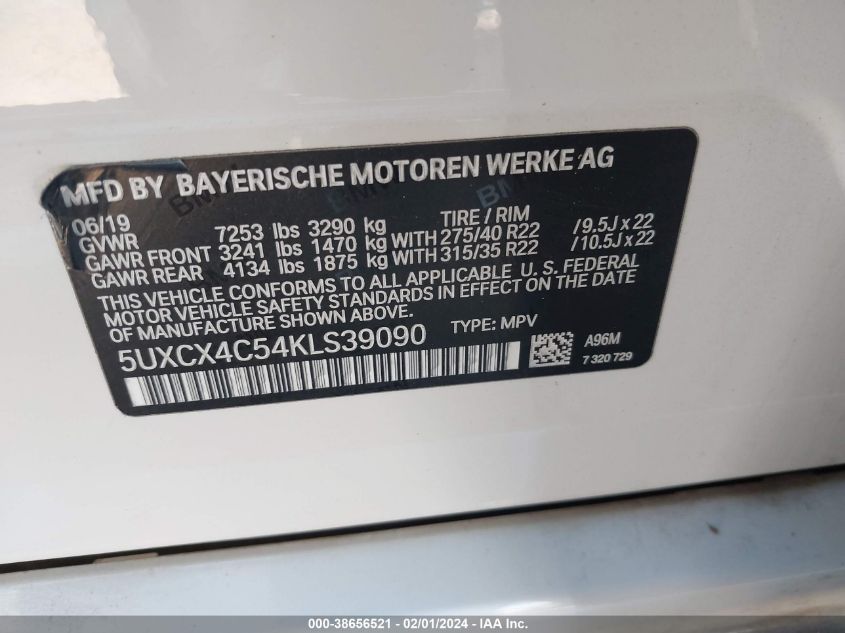 MFD BY BAYERISCHE MOTOREN WERKE AG
06/19 TIRE / RIM
GVWR 7253 lbs 3290 kg
GAWR FRONT 3241 lbs 1470 kg WITH 275/40 R22 /9.5J x 22
GAWR REAR 4134 lbs 1875 kg WITH 315/35 R22 /10.5J x 22
THIS VEHICLE CONFORMS TO ALL APPLICABLE U.S. FEDERAL
MOTOR VEHICLE SAFETY STANDARDS IN EFFECT ON THE DATE
OF MANUFACTURE SHOWN ABOVE.
5UXCX4C54KLS39090 TYPE: MPV
A96M
7 320 729
000-38656521 - 02/01/2024 - IAA Inc.